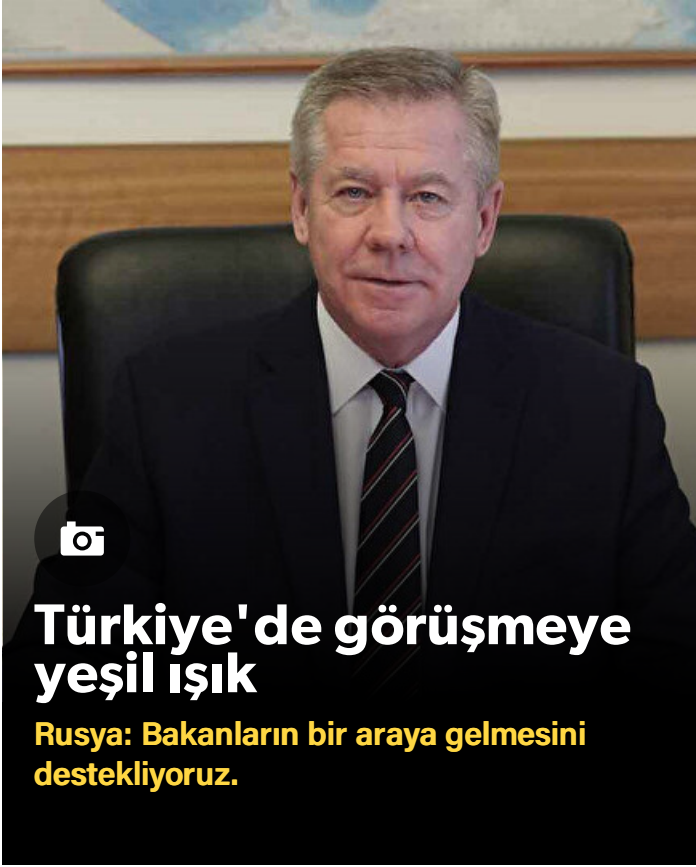 Türkiye'de görüşmeye
yeşil ışık
Rusya: Bakanların bir araya gelmesini
destekliyoruz.